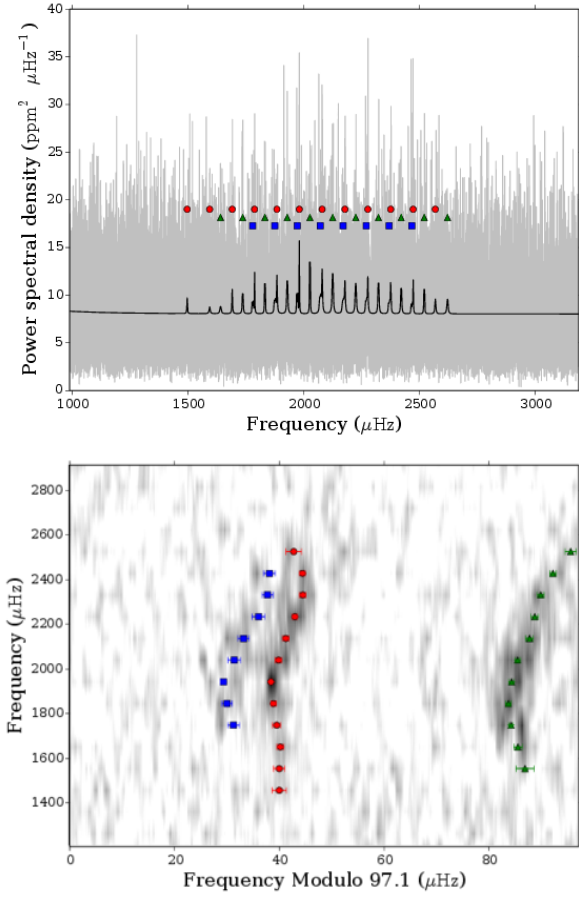 40
35
30
25
20
15
10
5
0
Power spectral density (ppm² μHz⁻¹)
1000 1500 2000 2500 3000
Frequency (μHz)
2800
2600
2400
2200
2000
1800
1600
1400
Frequency (μHz)
0 20 40 60 80
Frequency Modulo 97.1 (μHz)